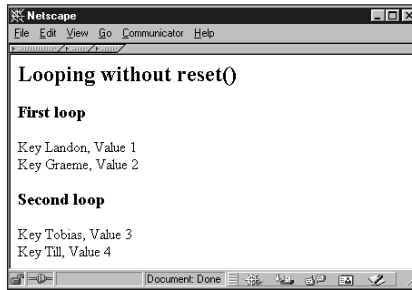 Netscape
File Edit View Go Communicator Help
Looping without reset()
First loop
Key Landon, Value 1
Key Graeme, Value 2
Second loop
Key Tobias, Value 3
Key Till, Value 4
Document: Done